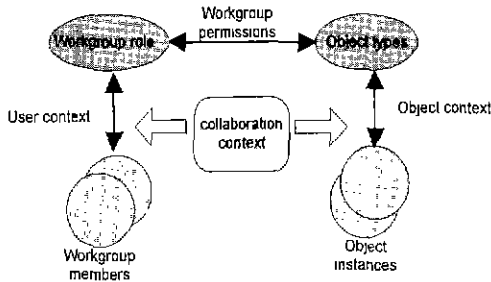 Workgroup
permissions
Workgroup role
Object types
User context
collaboration
context
Object context
Workgroup
members
Object
instances